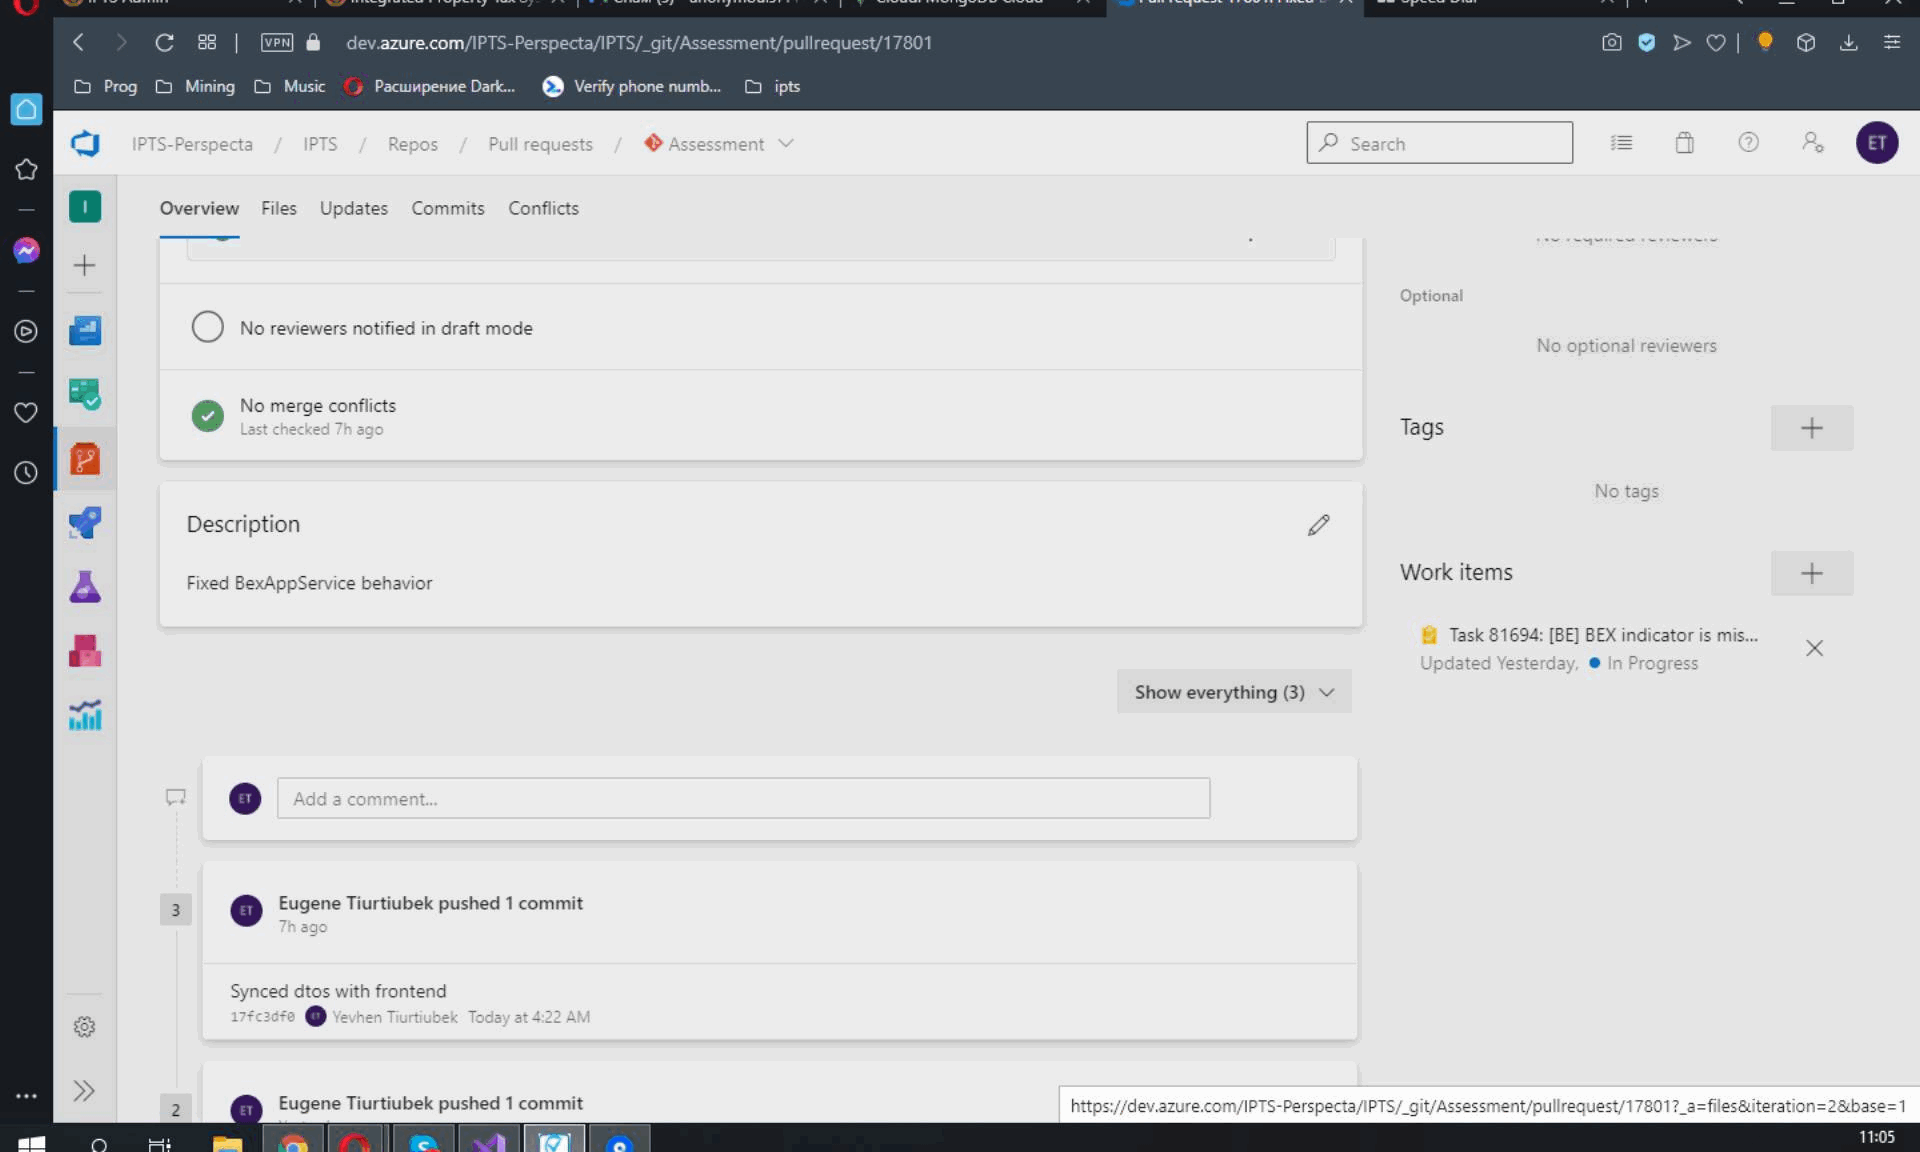 VPN
dev.azure.com/IPTS-Perspecta/IPTS/_git/Assessment/pullrequest/17801
Prog
Mining
Music
Расширение Dark...
Verify phone numb...
ipts
IPTS-Perspecta / IPTS / Repos / Pull requests / Assessment
Search
ET
I
Overview
Files
Updates
Commits
Conflicts
No required reviewers
No reviewers notified in draft mode
Optional
No optional reviewers
No merge conflicts
Last checked 7h ago
Tags
No tags
Description
Fixed BexAppService behavior
Work items
Task 81694: [BE] BEX indicator is mis...
Updated Yesterday, In Progress
Show everything (3)
ET
Add a comment...
3
ET
Eugene Tiurtiubek pushed 1 commit
7h ago
Synced dtos with frontend
17fc3df0
Yevhen Tiurtiubek Today at 4:22 AM
2
ET
Eugene Tiurtiubek pushed 1 commit
https://dev.azure.com/IPTS-Perspecta/IPTS/_git/Assessment/pullrequest/17801?_a=files&iteration=2&base=1
11:05